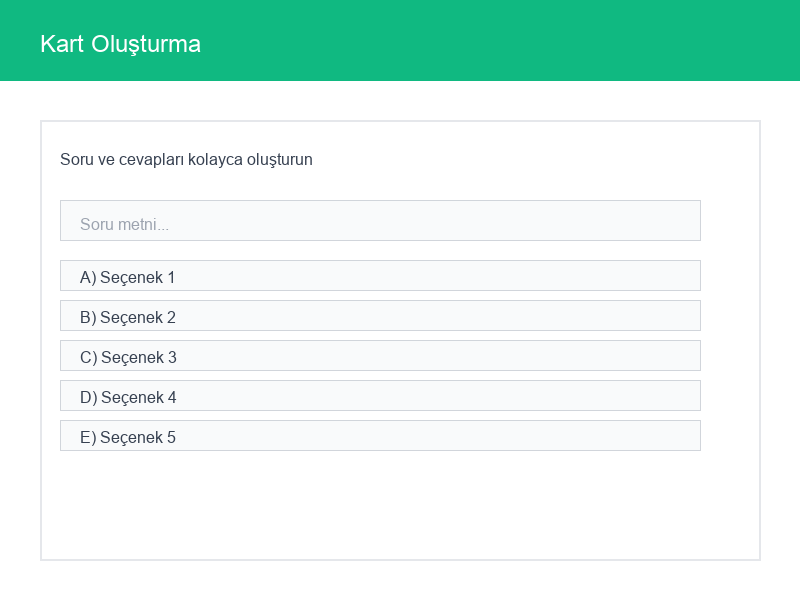 Kart Oluşturma
Soru ve cevapları kolayca oluşturun
Soru metni...
A) Seçenek 1
B) Seçenek 2
C) Seçenek 3
D) Seçenek 4
E) Seçenek 5